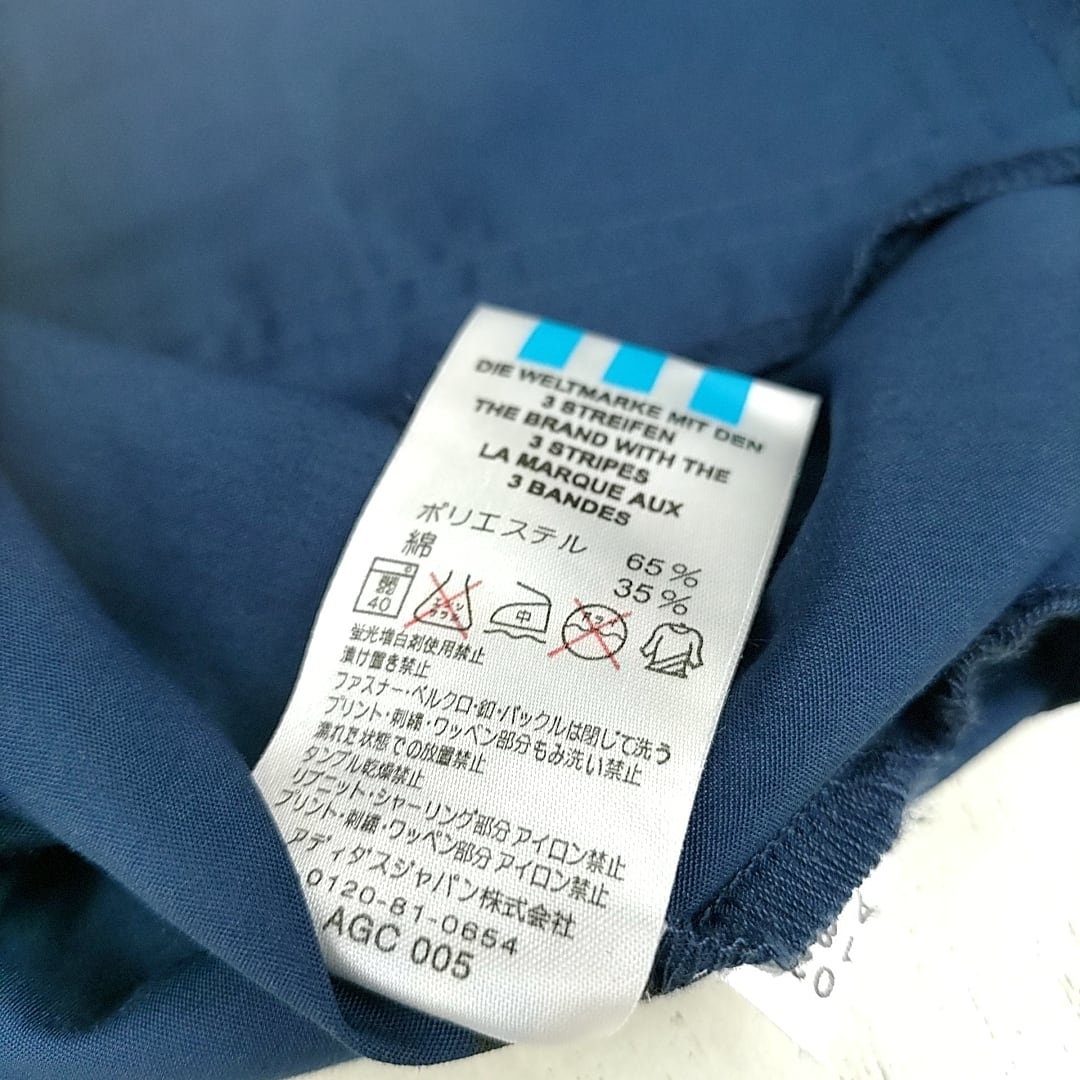 DIE WELTMARKE MIT DEN
3 STREIFEN
THE BRAND WITH THE
3 STRIPES
LA MARQUE AUX
3 BANDES
ポリエステル 65%
綿 35%
40
中
蛍光増白剤使用禁止
漬け置き禁止
ファスナー・ベルクロ・釦・バックルは閉じて洗う
プリント・刺繍・ワッペン部分もみ洗い禁止
濡れた状態での放置禁止
タンブル乾燥禁止
リブニット・シャーリング部分アイロン禁止
プリント・刺繍・ワッペン部分アイロン禁止
アディダスジャパン株式会社
0120-81-0654
AGC 005